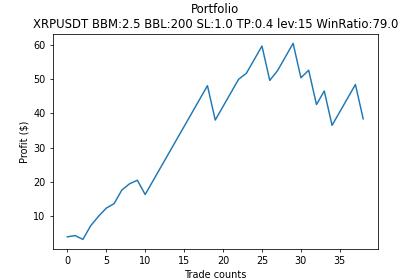 Portfolio
XRPUSDT BBM:2.5 BBL:200 SL:1.0 TP:0.4 lev:15 WinRatio:79.0
60
50
40
30
20
10
Profit ($)
0 5 10 15 20 25 30 35
Trade counts